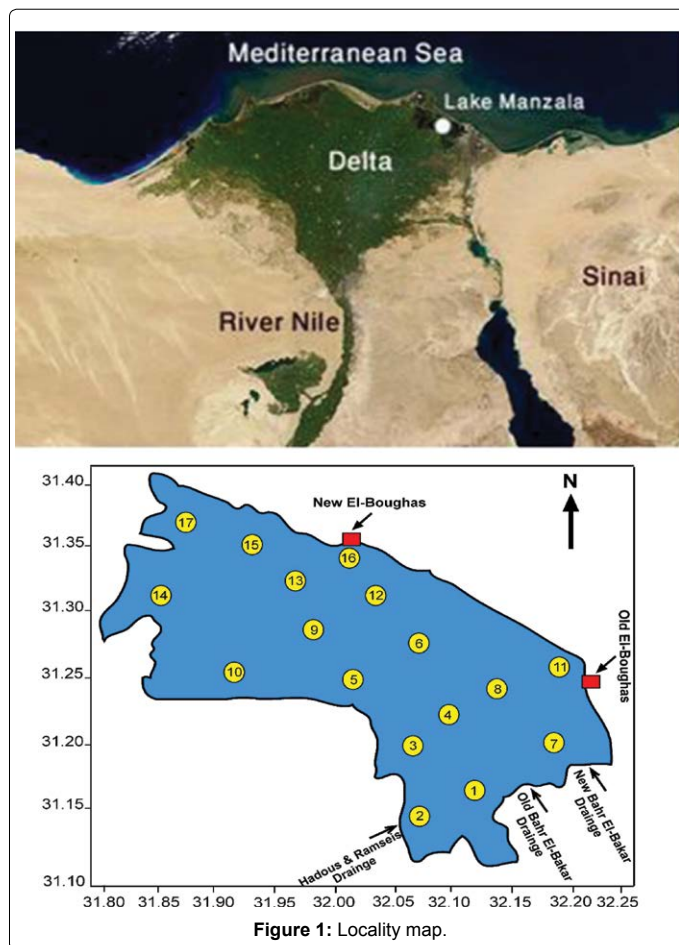 Mediterranean Sea
Lake Manzala
Delta
Sinai
River Nile
31.40
31.35
31.30
31.25
31.20
31.15
31.10
New El-Boughas
N
17
15
16
13
14
12
9
6
11
10
5
8
4
3
7
1
2
Old El-Boughas
New Bahr El-Bakar
Drainge
Old Bahr El-Bakar
Drainge
Hadous & Ramseis
Drainge
31.80
31.85
31.90
31.95
32.00
32.05
32.10
32.15
32.20
32.25
Figure 1: Locality map.